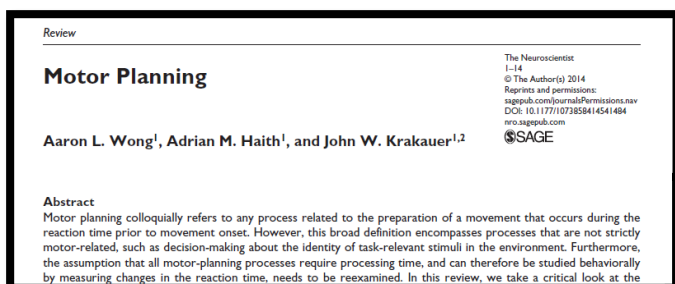 Review
Motor Planning
The Neuroscientist
1–14
© The Author(s) 2014
Reprints and permissions:
sagepub.com/journalsPermissions.nav
DOI: 10.1177/1073858414541484
nro.sagepub.com
SAGE
Aaron L. Wong1, Adrian M. Haith1, and John W. Krakauer1,2
Abstract
Motor planning colloquially refers to any process related to the preparation of a movement that occurs during the
reaction time prior to movement onset. However, this broad definition encompasses processes that are not strictly
motor-related, such as decision-making about the identity of task-relevant stimuli in the environment. Furthermore,
the assumption that all motor-planning processes require processing time, and can therefore be studied behaviorally
by measuring changes in the reaction time, needs to be reexamined. In this review, we take a critical look at the